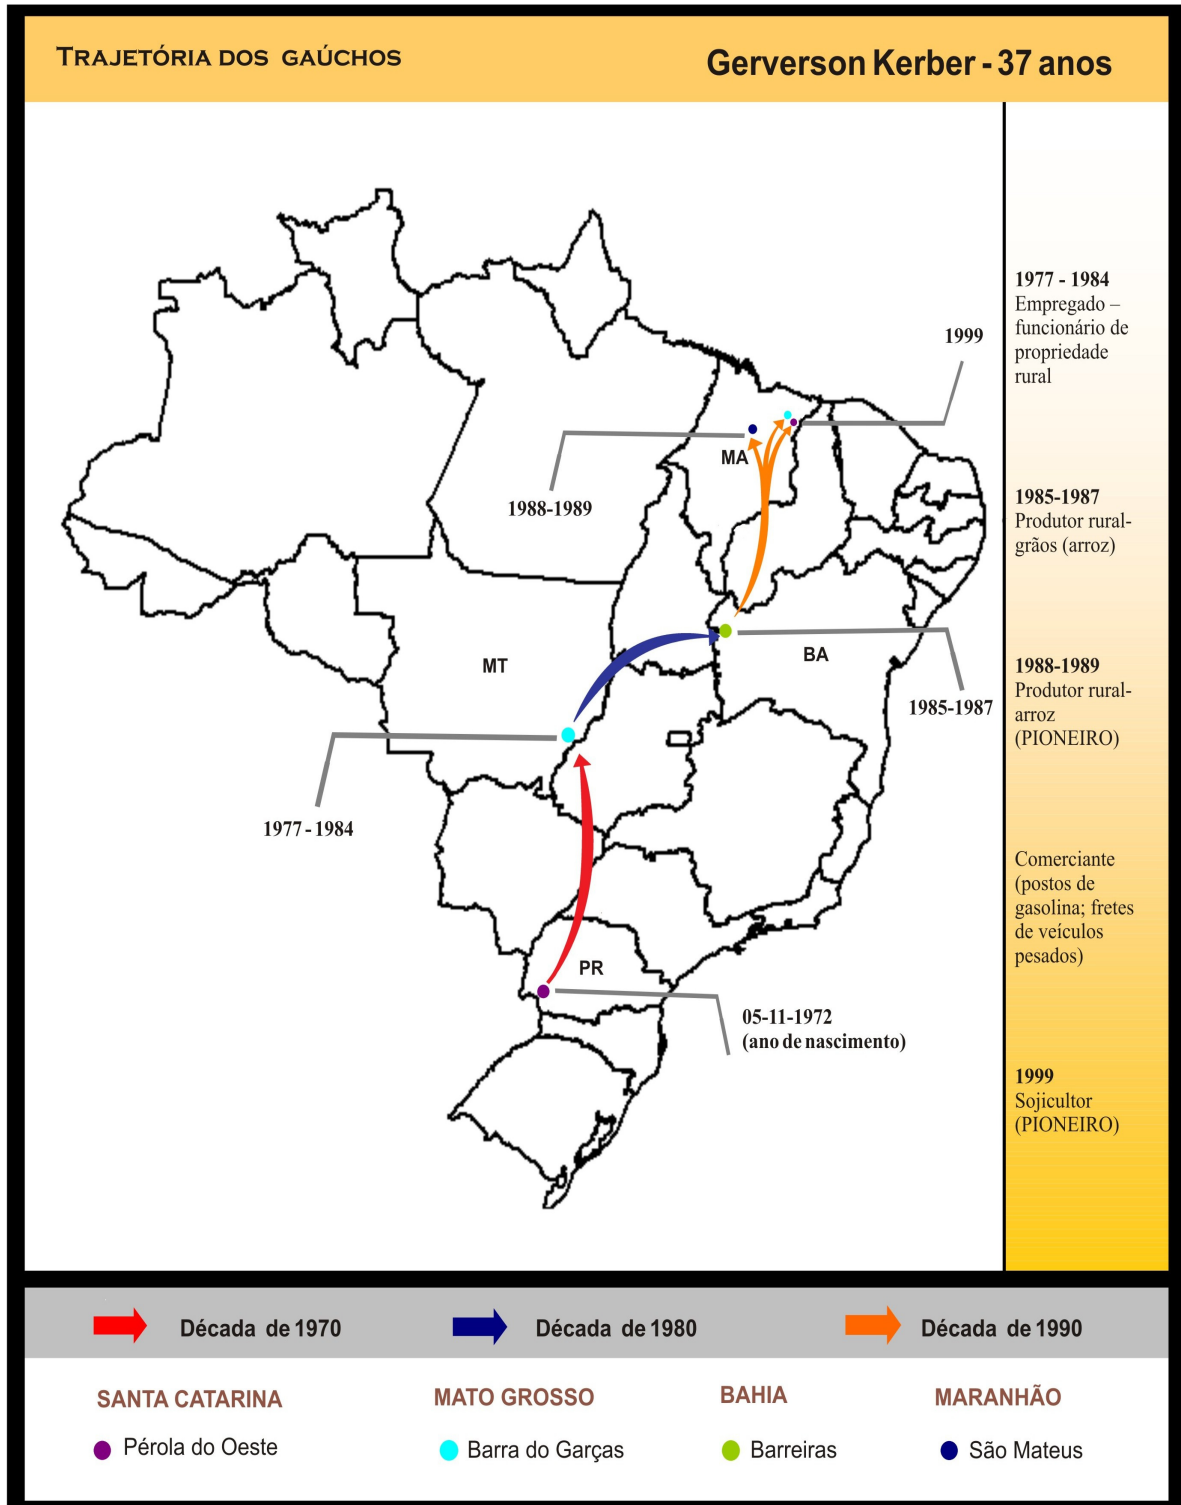 TRAJETÓRIA DOS GAÚCHOS
Gerverson Kerber - 37 anos
1977 - 1984
Empregado –
funcionário de
propriedade
rural
1985-1987
Produtor rural-
grãos (arroz)
1988-1989
Produtor rural-
arroz
(PIONEIRO)
Comerciante
(postos de
gasolina; fretes
de veículos
pesados)
1999
Sojicultor
(PIONEIRO)
1999
MA
1988-1989
MT
BA
1985-1987
1977 - 1984
PR
05-11-1972
(ano de nascimento)
Década de 1970
Década de 1980
Década de 1990
SANTA CATARINA
MATO GROSSO
BAHIA
MARANHÃO
Pérola do Oeste
Barra do Garças
Barreiras
São Mateus